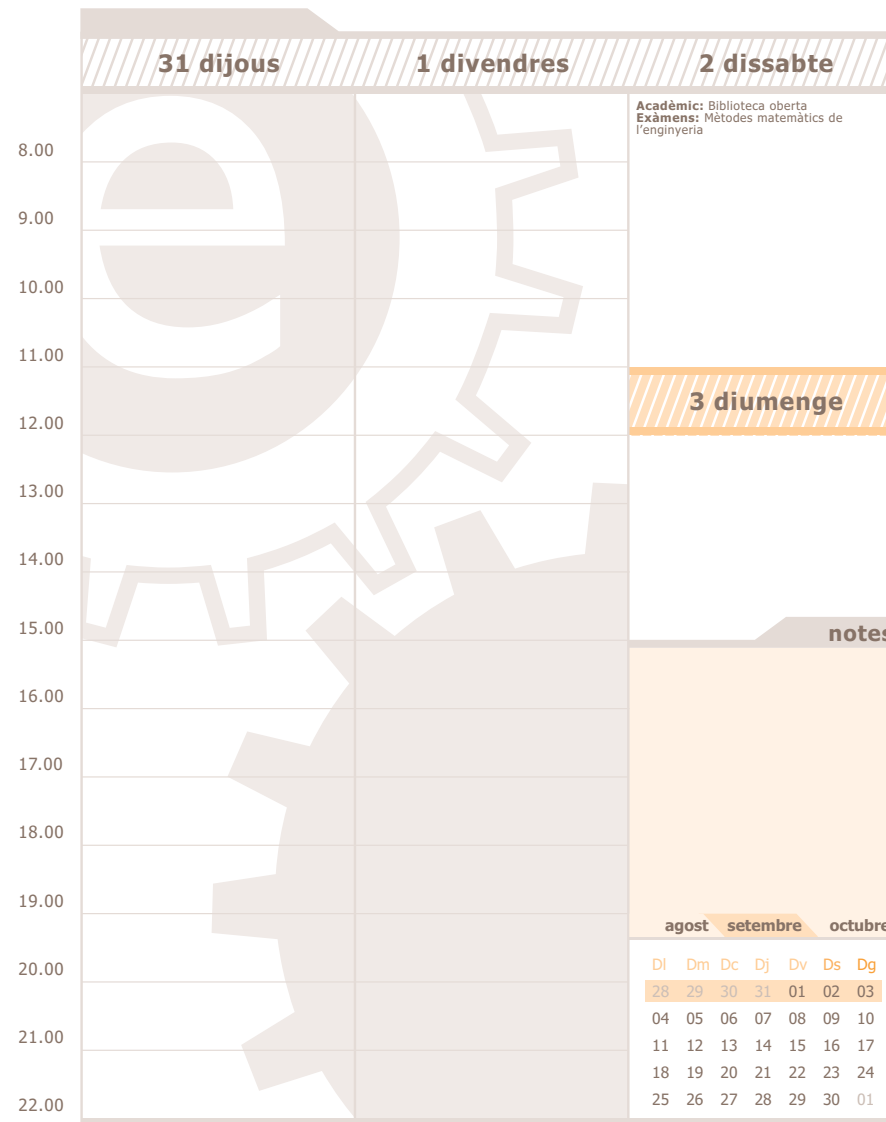 31 dijous
1 divendres
2 dissabte
Acadèmic: Biblioteca oberta
Exàmens: Mètodes matemàtics de
l'enginyeria
8.00
9.00
10.00
11.00
12.00
13.00
14.00
15.00
16.00
17.00
18.00
19.00
20.00
21.00
22.00
e
3 diumenge
notes
agost setembre octubre
Dl Dm Dc Dj Dv Ds Dg
28 29 30 31 01 02 03
04 05 06 07 08 09 10
11 12 13 14 15 16 17
18 19 20 21 22 23 24
25 26 27 28 29 30 01